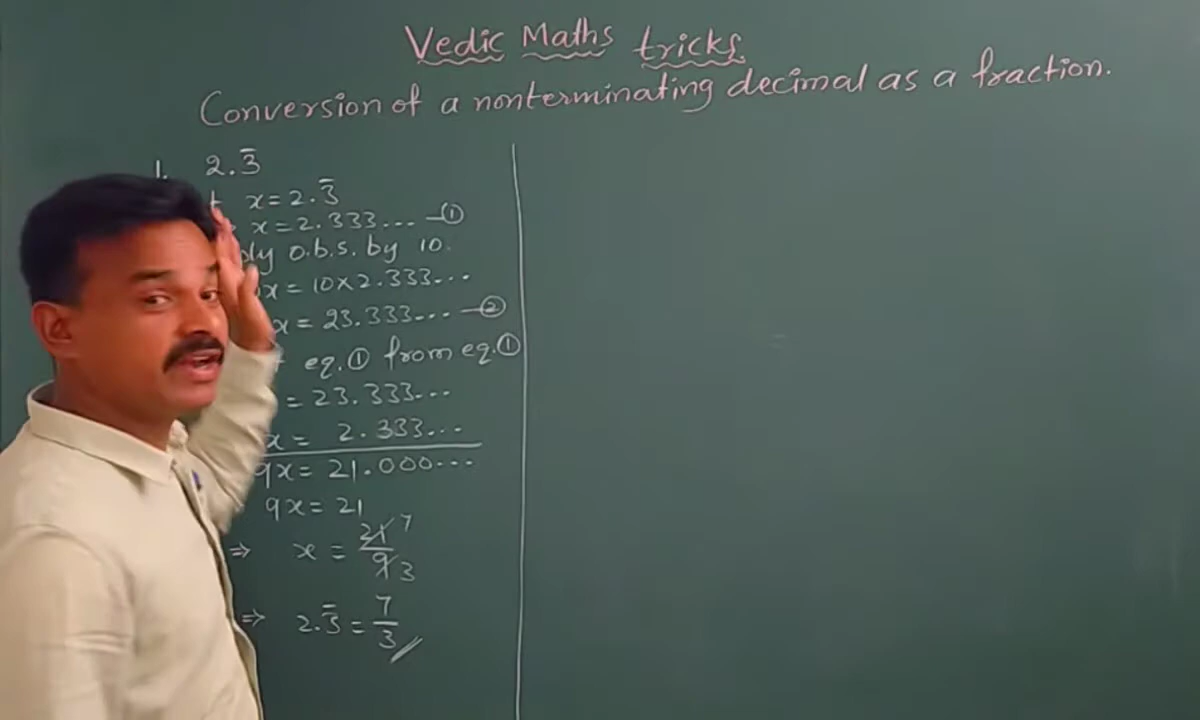 Vedic Maths tricks
Conversion of a nonterminating decimal as a fraction.
1. 2.3̅
x = 2.3̅
x = 2.333... —①
o.b.s. by 10.
x = 10×2.333...
x = 23.333... —②
eq.① from eq.①
= 23.333...
x = 2.333...
9x = 21.000...
9x = 21
⇒ x = 21/9 7 3
⇒ 2.3̅ = 7/3